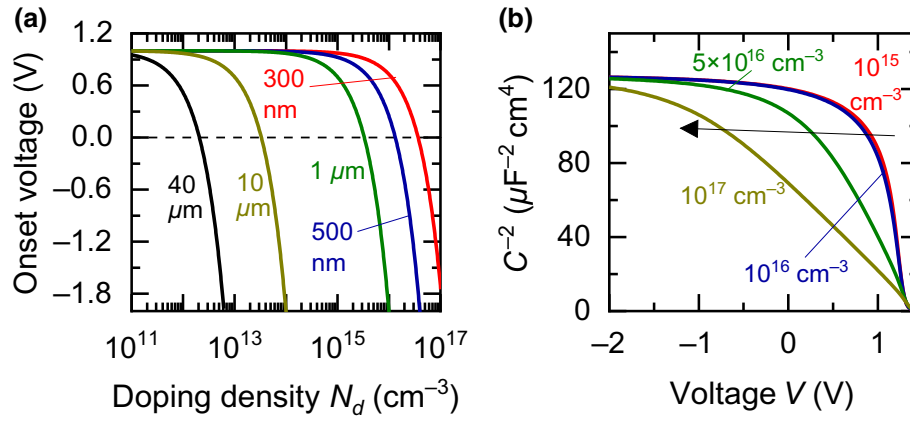 (a)
1.2
0.6
0.0
−0.6
−1.2
−1.8
Onset voltage (V)
300
nm
40
μm
10
μm
1 μm
500
nm
10^11
10^13
10^15
10^17
Doping density N_d (cm^−3)
(b)
160
120
80
40
0
C^−2 (μF^−2 cm^4)
5×10^16 cm^−3
10^15
cm^−3
10^17 cm^−3
10^16 cm^−3
−2
−1
0
1
Voltage V (V)